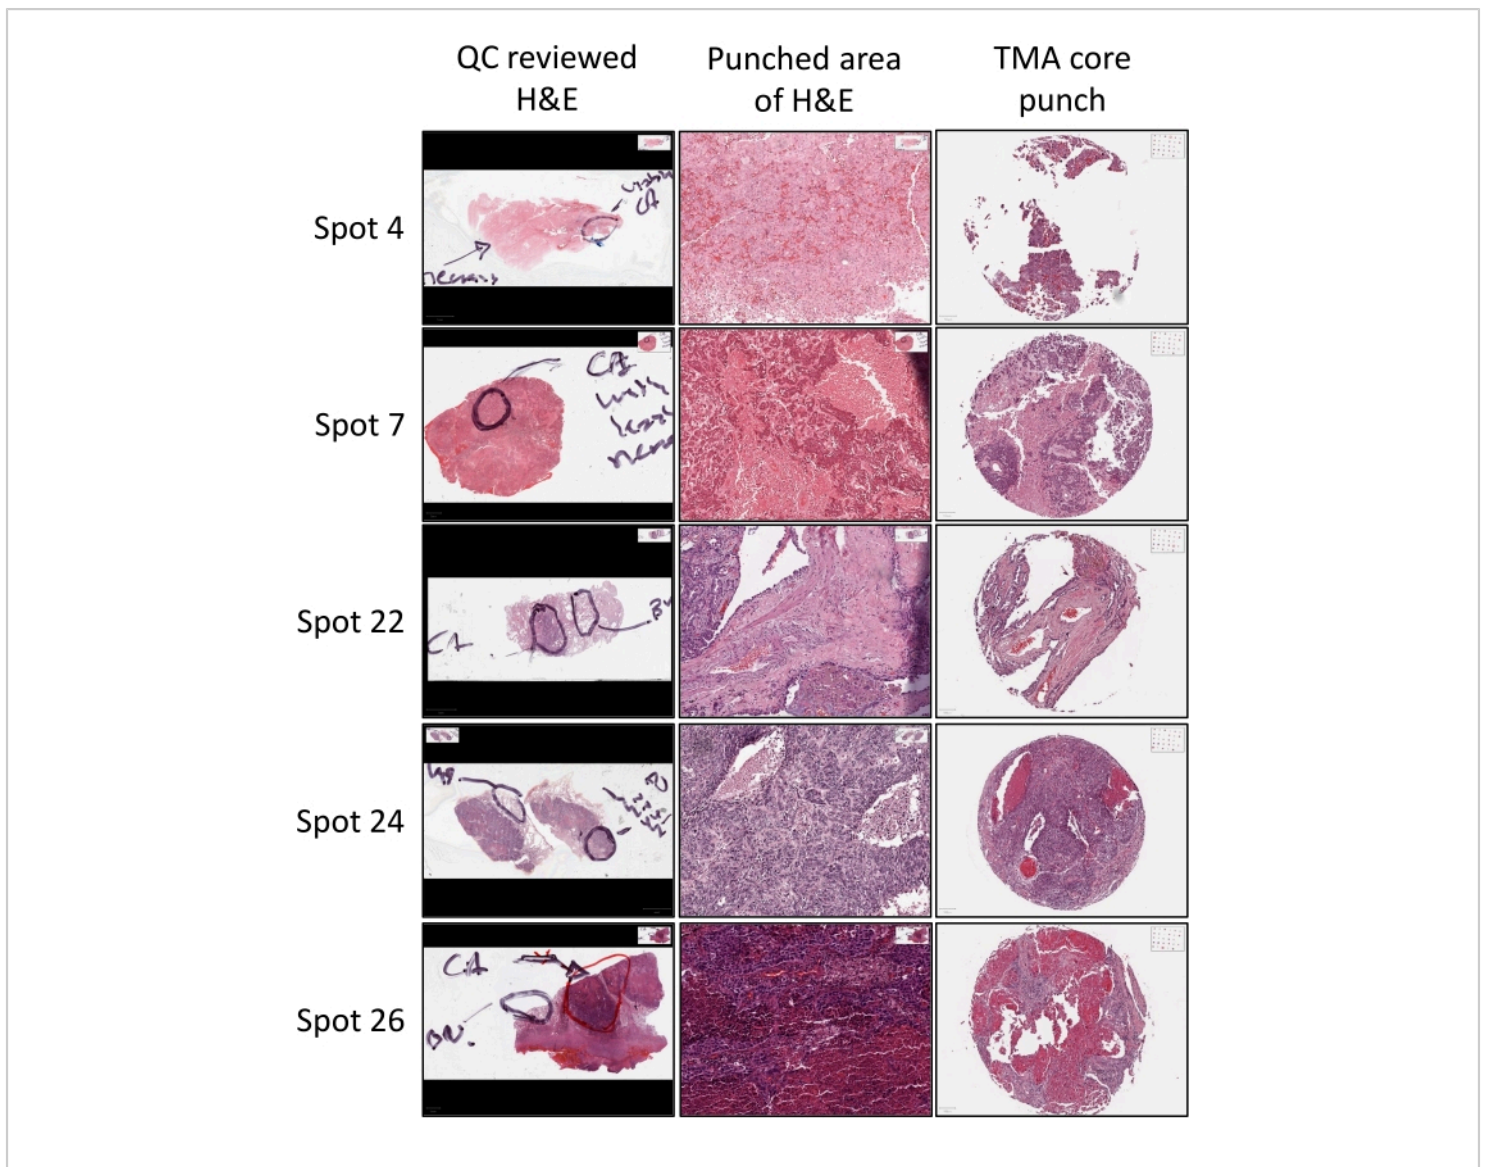 QC reviewed
H&E
Punched area
of H&E
TMA core
punch
Spot 4
CA
Spot 7
CA
Spot 22
CA
Spot 24
Spot 26
CA